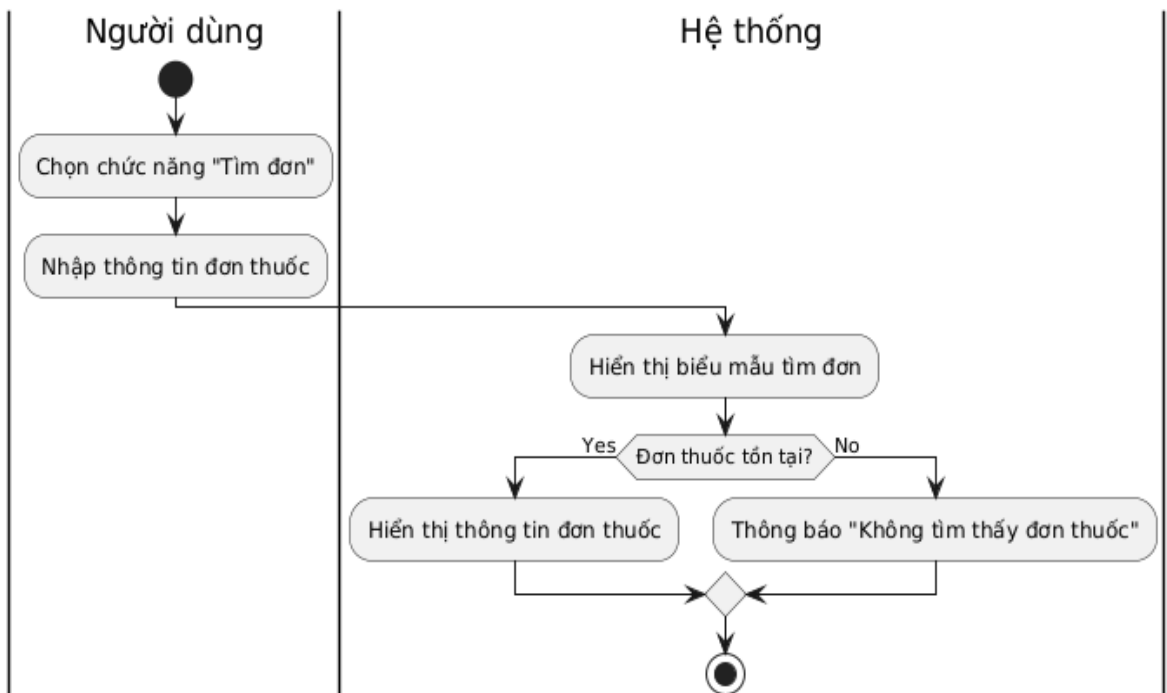 Người dùng
Hệ thống
Chọn chức năng "Tìm đơn"
Nhập thông tin đơn thuốc
Hiển thị biểu mẫu tìm đơn
Yes
Đơn thuốc tồn tại?
No
Hiển thị thông tin đơn thuốc
Thông báo "Không tìm thấy đơn thuốc"